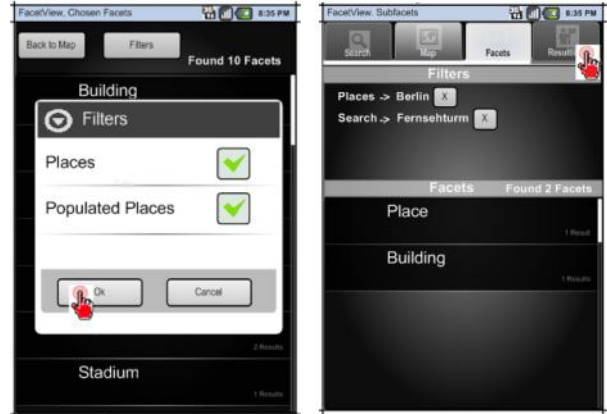 FacetView, Chosen Facets
8:35 PM
Back to Map
Filters
Found 10 Facets
Building
Filters
Places
Populated Places
Ok
Cancel
2 Results
Stadium
1 Results
FacetView. Subfacets
8:35 PM
Search
Map
Facets
Filters
Places -> Berlin X
Search -> Fernsehturm X
Facets
Found 2 Facets
Place
1 Result
Building
1 Results